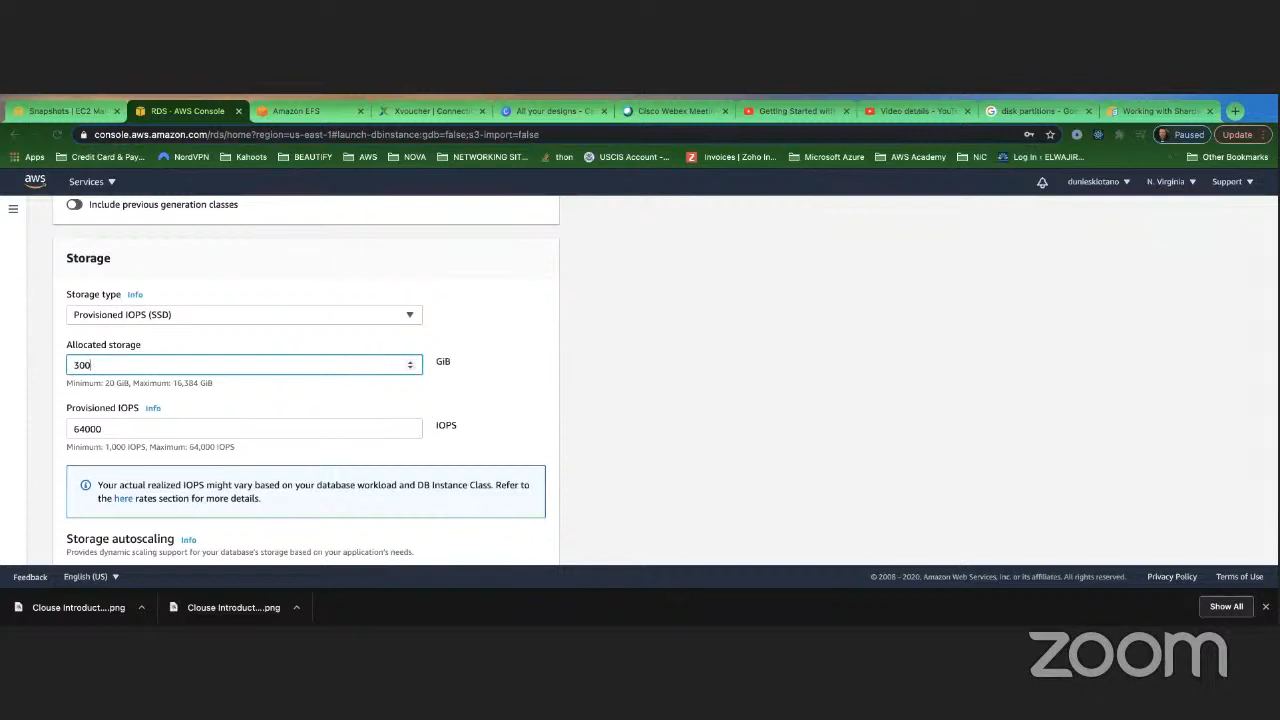 Snapshots | EC2 Ma
RDS - AWS Console
Amazon EFS
Xvoucher | Connecti
All your designs - Ca
Cisco Webex Meetin
Getting Started with
Video details - YouT
disk partitions - Goo
Working with Shard
console.aws.amazon.com/rds/home?region=us-east-1#launch-dbinstance:gdb=false;s3-import=false
Paused
Update
Apps
Credit Card & Pay...
NordVPN
Kahoots
BEAUTIFY
AWS
NOVA
NETWORKING SIT...
thon
USCIS Account -...
Invoices | Zoho In...
Microsoft Azure
AWS Academy
NIC
Log In ‹ ELWAJIR...
Other Bookmarks
aws
Services
dunieskiotano
N. Virginia
Support
Include previous generation classes
Storage
Storage type Info
Provisioned IOPS (SSD)
Allocated storage
300
GiB
Minimum: 20 GiB, Maximum: 16,384 GiB
Provisioned IOPS Info
64000
IOPS
Minimum: 1,000 IOPS, Maximum: 64,000 IOPS
Your actual realized IOPS might vary based on your database workload and DB Instance Class. Refer to
the here rates section for more details.
Storage autoscaling Info
Provides dynamic scaling support for your database's storage based on your application's needs.
Feedback
English (US)
© 2008 - 2020, Amazon Web Services, Inc. or its affiliates. All rights reserved.
Privacy Policy
Terms of Use
Clouse Introduct....png
Clouse Introduct....png
Show All
zoom